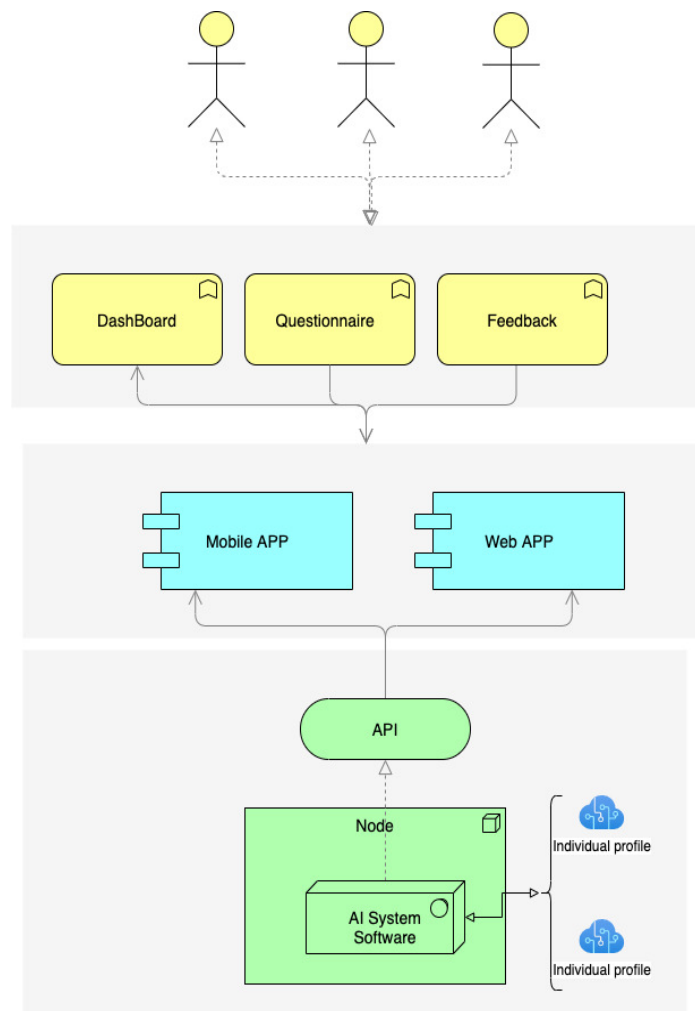 DashBoard
Questionnaire
Feedback
Mobile APP
Web APP
API
Node
Individual profile
AI System
Software
Individual profile